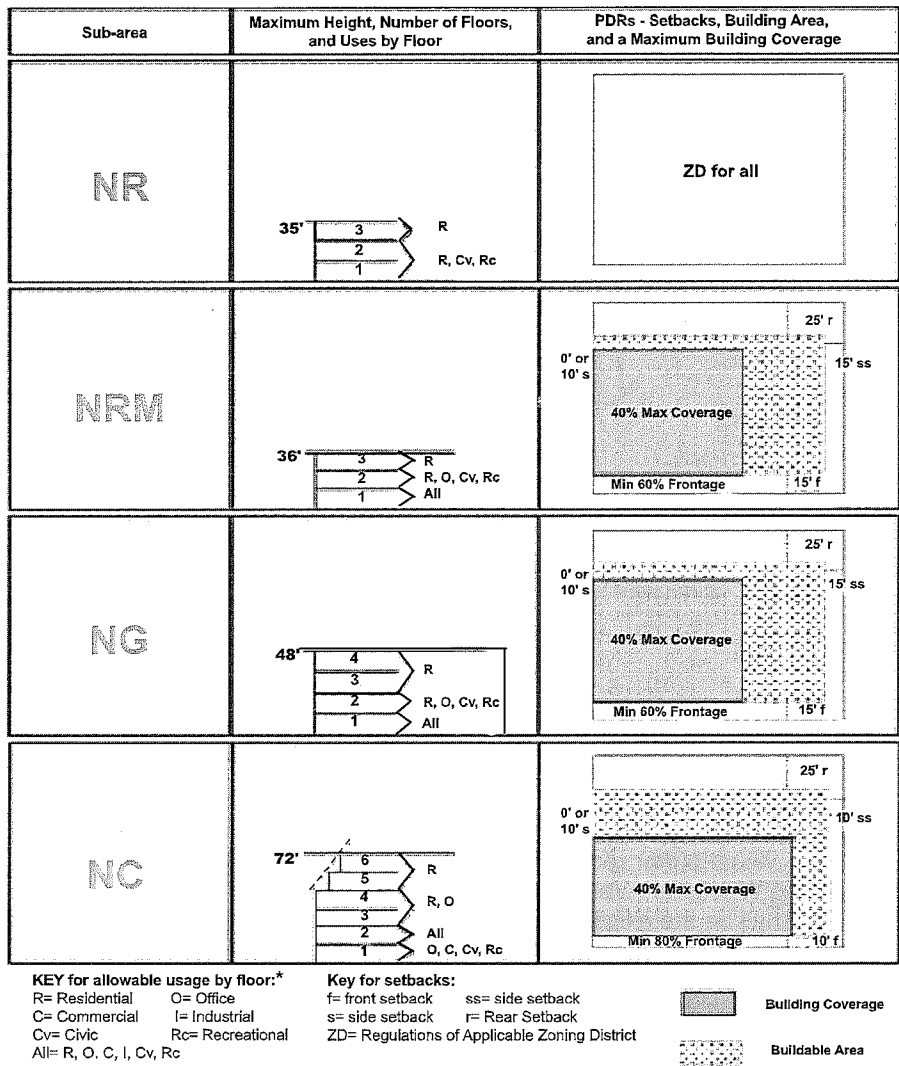 Sub-area
Maximum Height, Number of Floors,
and Uses by Floor
PDRs - Setbacks, Building Area,
and a Maximum Building Coverage
NR
35'
3
R
2
1
R, Cv, Rc
ZD for all
NRM
36'
3
R
2
R, O, Cv, Rc
1
All
25' r
0' or
10' s
15' ss
40% Max Coverage
Min 60% Frontage
15' f
NG
48'
4
3
R
2
R, O, Cv, Rc
1
All
25' r
0' or
10' s
15' ss
40% Max Coverage
Min 60% Frontage
15' f
NC
72'
6
5
R
4
3
R, O
2
All
1
O, C, Cv, Rc
25' r
0' or
10' s
10' ss
40% Max Coverage
Min 80% Frontage
10' f
KEY for allowable usage by floor:*
R= Residential O= Office
C= Commercial I= Industrial
Cv= Civic Rc= Recreational
All= R, O, C, I, Cv, Rc
Key for setbacks:
f= front setback ss= side setback
s= side setback r= Rear Setback
ZD= Regulations of Applicable Zoning District
Building Coverage
Buildable Area